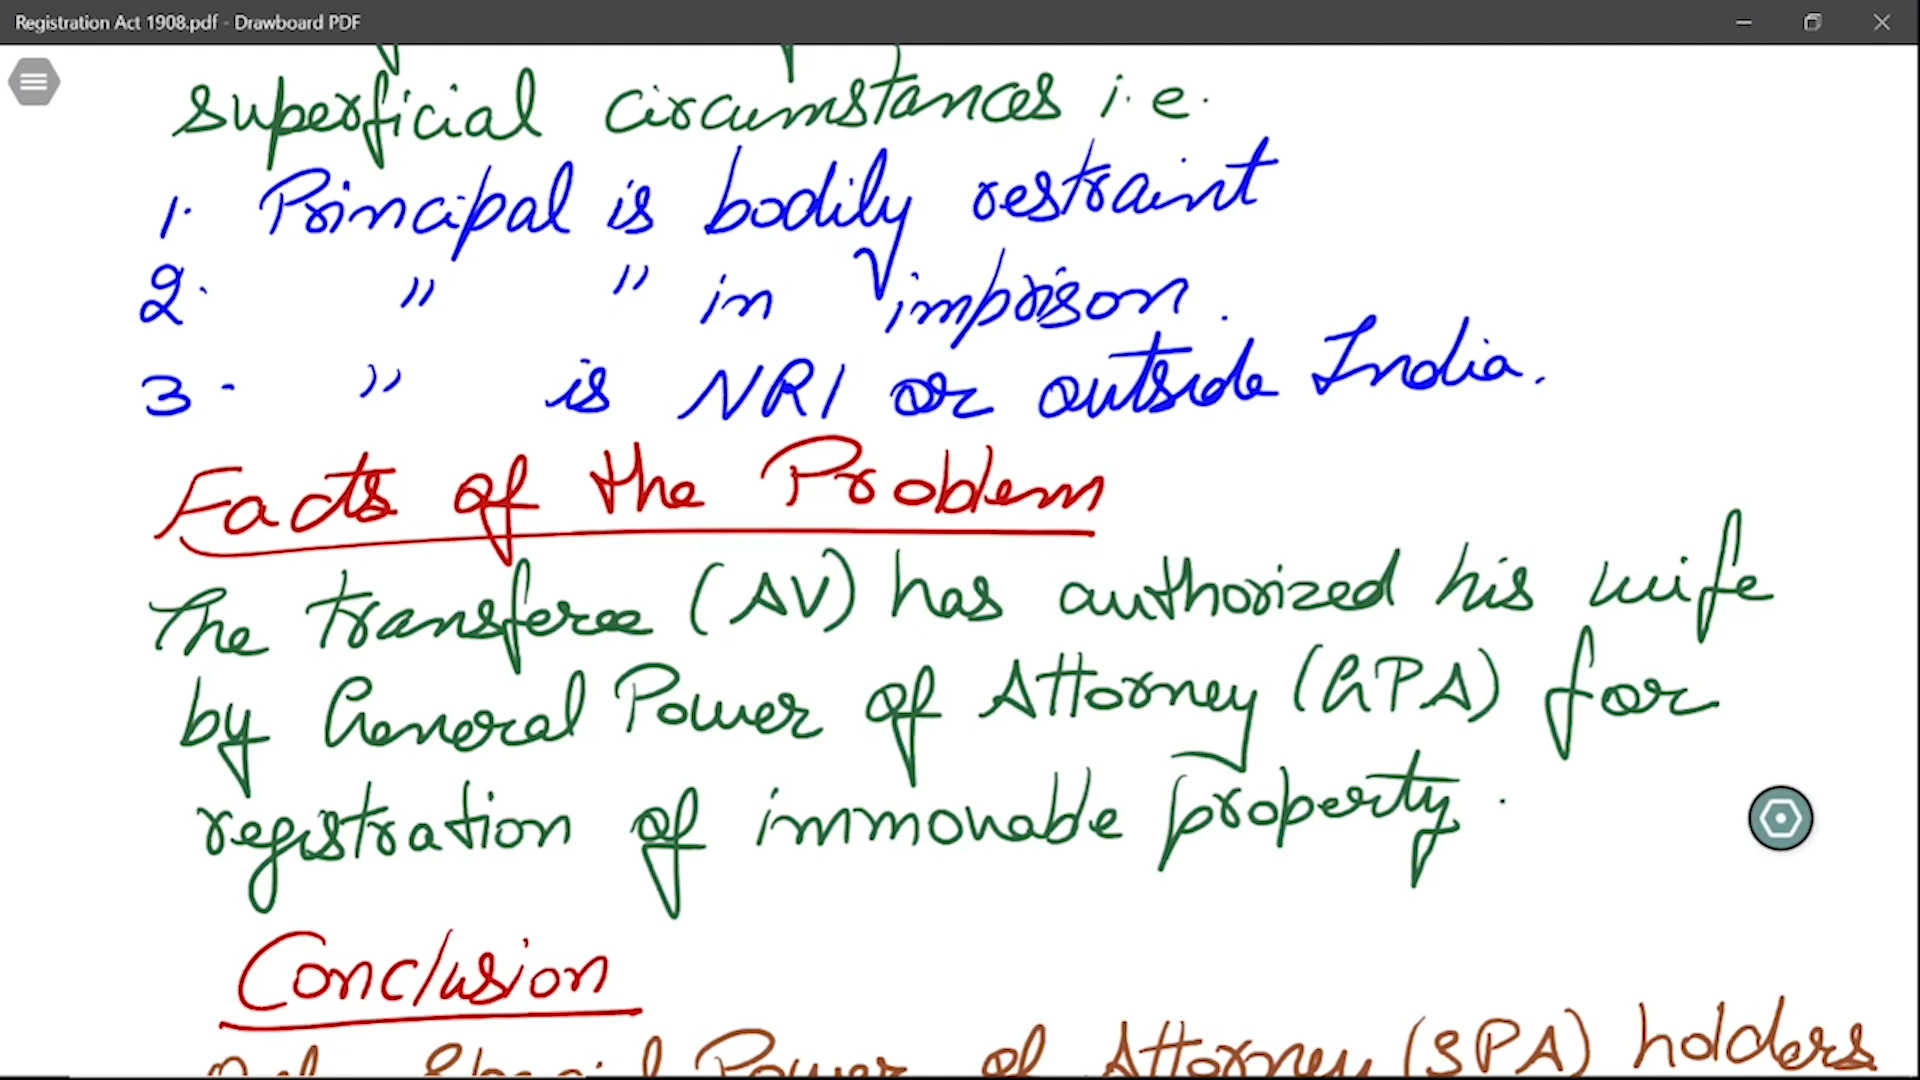 Registration Act 1908.pdf - Drawboard PDF
superficial circumstances i.e.
1. Principal is bodily restraint
2. " " in imprison.
3. " is NRI or outside India.
Facts of the Problem
The transferee (AV) has authorized his wife
by General Power of Attorney (GPA) for
registration of immovable property.
Conclusion
Power of Attorney (SPA) holders